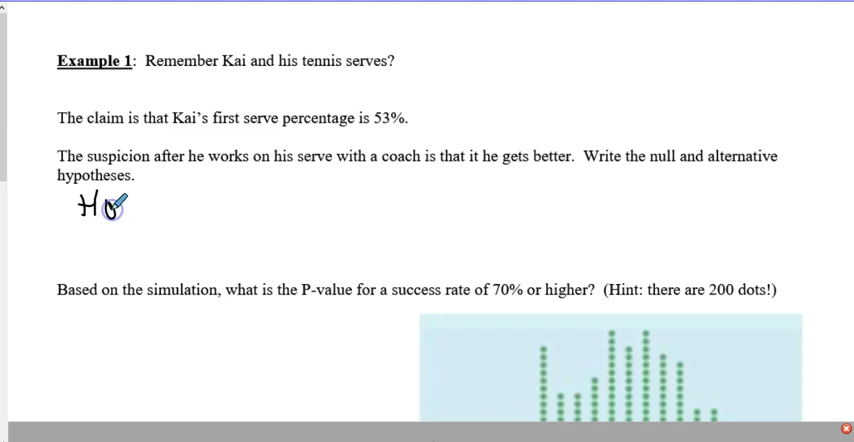 Example 1: Remember Kai and his tennis serves?
The claim is that Kai's first serve percentage is 53%.
The suspicion after he works on his serve with a coach is that it he gets better. Write the null and alternative
hypotheses.
H0
Based on the simulation, what is the P-value for a success rate of 70% or higher? (Hint: there are 200 dots!)